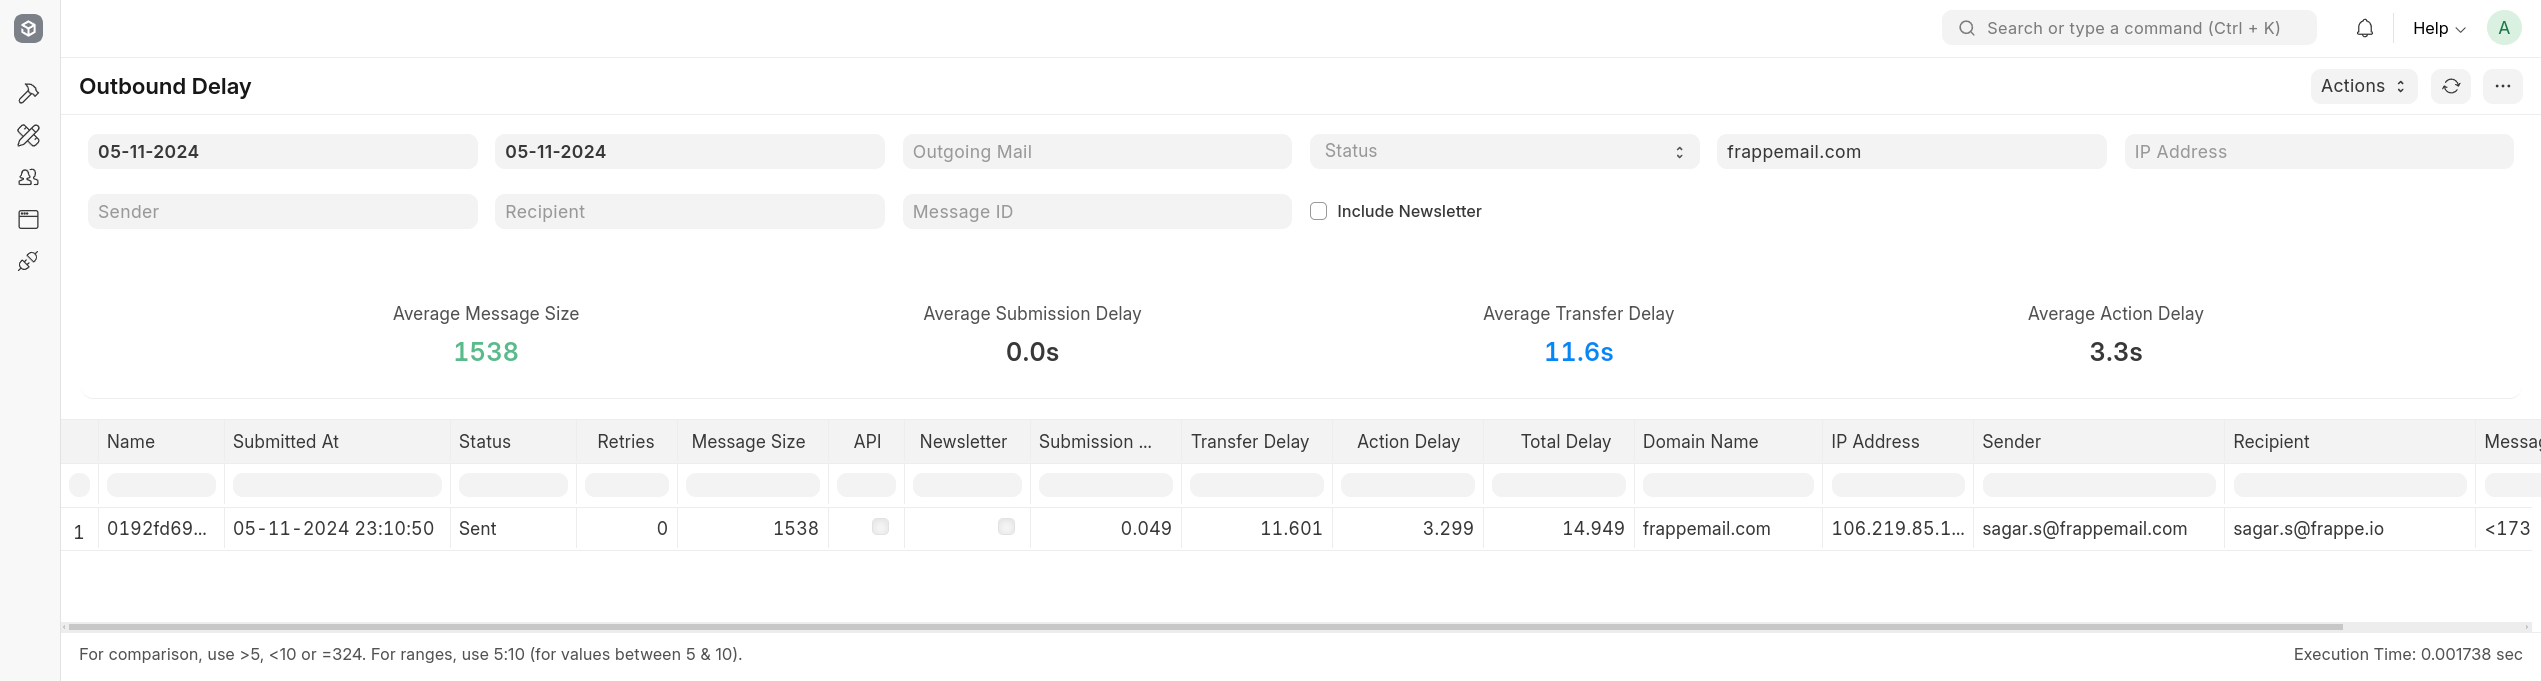 Search or type a command (Ctrl + K) Help A
Outbound Delay Actions ...
05-11-2024 05-11-2024 Outgoing Mail Status frappemail.com IP Address
Sender Recipient Message ID Include Newsletter
Average Message Size Average Submission Delay Average Transfer Delay Average Action Delay
1538 0.0s 11.6s 3.3s
Name Submitted At Status Retries Message Size API Newsletter Submission ... Transfer Delay Action Delay Total Delay Domain Name IP Address Sender Recipient Messag
1 0192fd69... 05-11-2024 23:10:50 Sent 0 1538 0.049 11.601 3.299 14.949 frappemail.com 106.219.85.1... sagar.s@frappemail.com sagar.s@frappe.io <173
For comparison, use >5, <10 or =324. For ranges, use 5:10 (for values between 5 & 10). Execution Time: 0.001738 sec